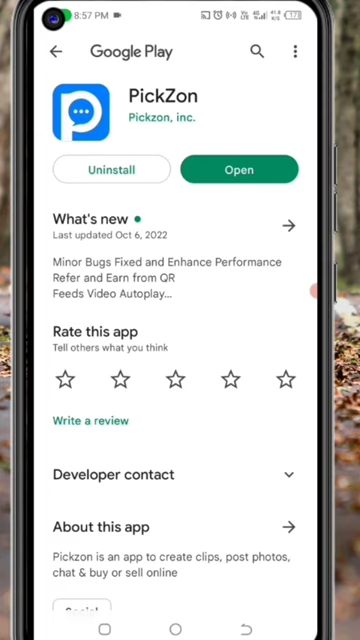 8:57 PM
Google Play
PickZon
Pickzon, inc.
Uninstall
Open
What's new
Last updated Oct 6, 2022
Minor Bugs Fixed and Enhance Performance
Refer and Earn from QR
Feeds Video Autoplay...
Rate this app
Tell others what you think
Write a review
Developer contact
About this app
Pickzon is an app to create clips, post photos,
chat & buy or sell online
Social